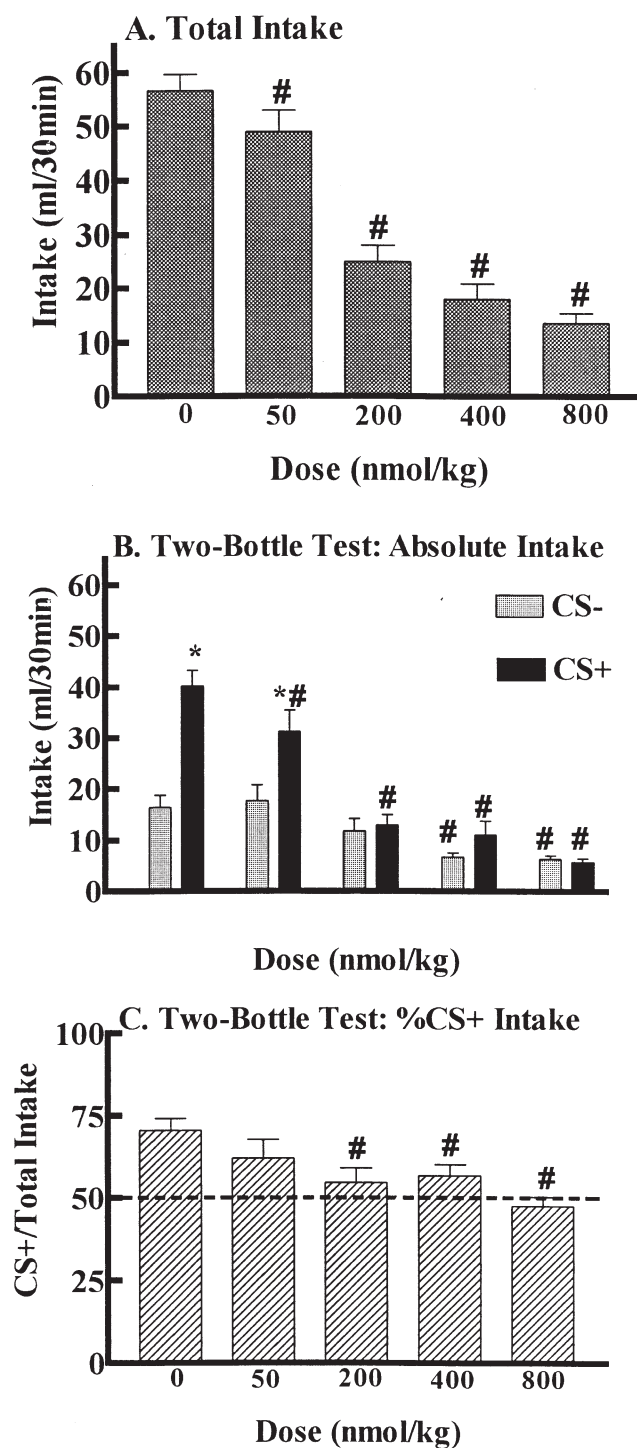 A. Total Intake
Intake (ml/30min)
60
50
40
30
20
10
0
#
#
#
#
0 50 200 400 800
Dose (nmol/kg)
B. Two-Bottle Test: Absolute Intake
Intake (ml/30min)
60
50
40
30
20
10
0
CS-
CS+
*
*#
#
# #
# #
Dose (nmol/kg)
C. Two-Bottle Test: %CS+ Intake
CS+/Total Intake
100
75
50
25
0
#
#
#
0 50 200 400 800
Dose (nmol/kg)